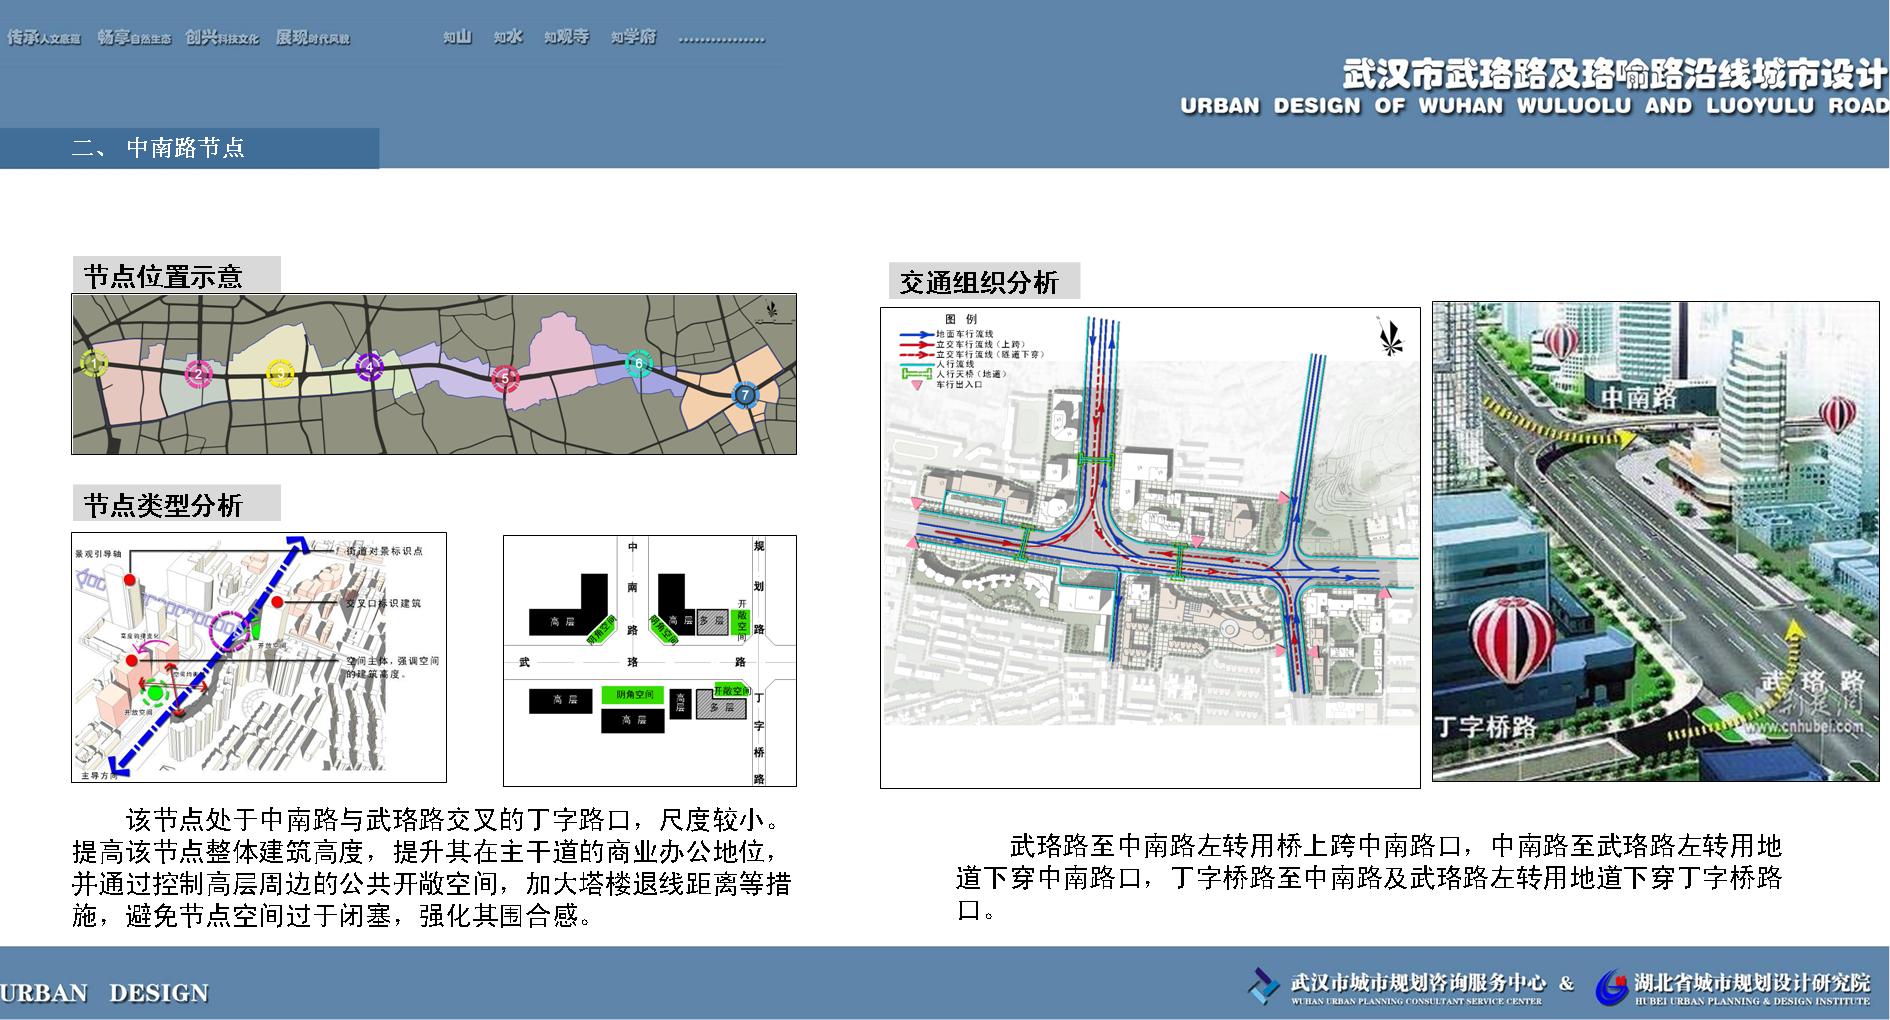 传承人文底蕴 畅享自然生态 创兴科技文化 展现时代风貌 知山 知水 知观寺 知学府 ................
武汉市武珞路及珞喻路沿线城市设计
URBAN DESIGN OF WUHAN WULUOLU AND LUOYULU ROAD
二、 中南路节点
节点位置示意
1
2
3
4
5
6
7
节点类型分析
景观引导轴
街道对景标识点
交叉口标识建筑
高度韵律变化
开放空间
空间主体，强调空间
的建筑高度。
开放空间
主导方向
中南路
规划路
高层
阴角空间
阴角空间
高层
多层
开敞空间
武珞路
高层
阴角空间
高层
高层
多层
开敞空间
丁字桥路
该节点处于中南路与武珞路交叉的丁字路口，尺度较小。
提高该节点整体建筑高度，提升其在主干道的商业办公地位，
并通过控制高层周边的公共开敞空间，加大塔楼退线距离等措
施，避免节点空间过于闭塞，强化其围合感。
交通组织分析
图 例
地面车行流线
立交车行流线（上跨）
立交车行流线（隧道下穿）
人行流线
人行天桥（地道）
车行出入口
中南路
武珞路
www.cnhubei.com
丁字桥路
武珞路至中南路左转用桥上跨中南路口，中南路至武珞路左转用地
道下穿中南路口，丁字桥路至中南路及武珞路左转用地道下穿丁字桥路
口。
URBAN DESIGN
武汉市城市规划咨询服务中心 & 湖北省城市规划设计研究院
WUHAN URBAN PLANNING CONSULTANT SERVICE CENTER
HUBEI URBAN PLANNING & DESIGN INSTITUTE